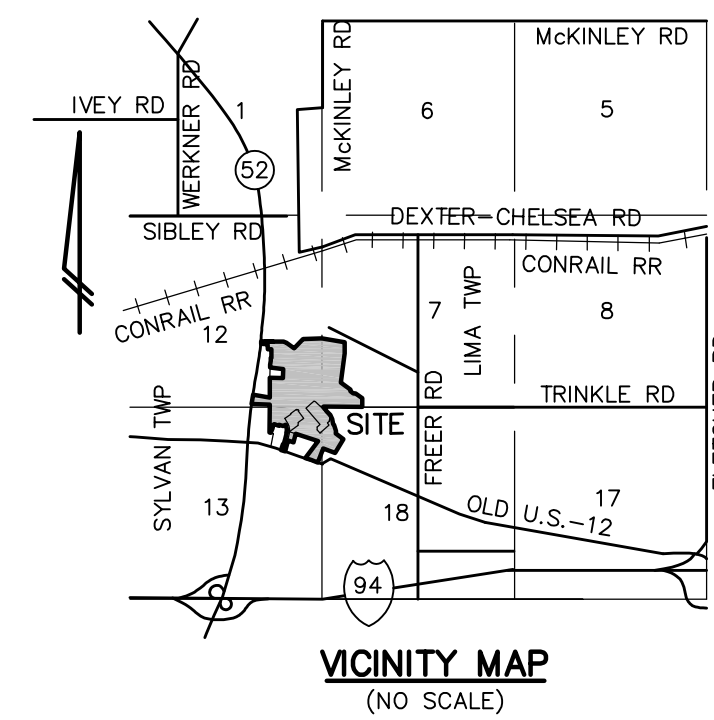 McKINLEY RD
McKINLEY RD
IVEY RD
WERKNER RD
1
6
5
52
SIBLEY RD
DEXTER-CHELSEA RD
CONRAIL RR
CONRAIL RR
12
7
LIMA TWP
8
SYLVAN TWP
SITE
FREER RD
TRINKLE RD
13
18
OLD U.S.-12
17
94
VICINITY MAP
(NO SCALE)